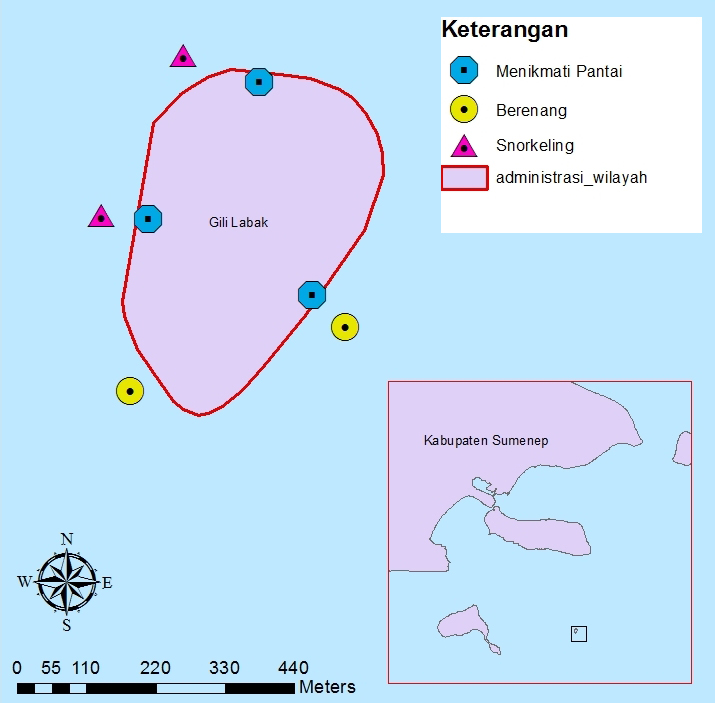 Keterangan
Menikmati Pantai
Berenang
Snorkeling
administrasi_wilayah
Gili Labak
Kabupaten Sumenep
N
W E
S
0 55 110 220 330 440
Meters